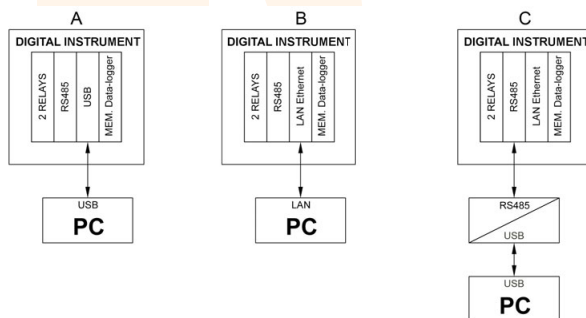 A
DIGITAL INSTRUMENT
2 RELAYS
RS485
USB
MEM. Data-logger
USB
PC
B
DIGITAL INSTRUMENT
2 RELAYS
RS485
LAN Ethernet
MEM. Data-logger
LAN
PC
C
DIGITAL INSTRUMENT
2 RELAYS
RS485
LAN Ethernet
MEM. Data-logger
RS485
USB
USB
PC